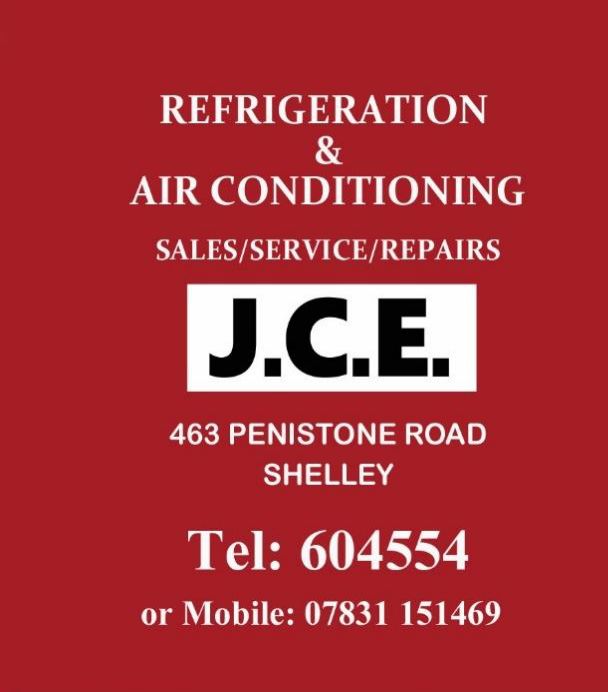 REFRIGERATION
&
AIR CONDITIONING
SALES/SERVICE/REPAIRS
J.C.E.
463 PENISTONE ROAD
SHELLEY
Tel: 604554
or Mobile: 07831 151469